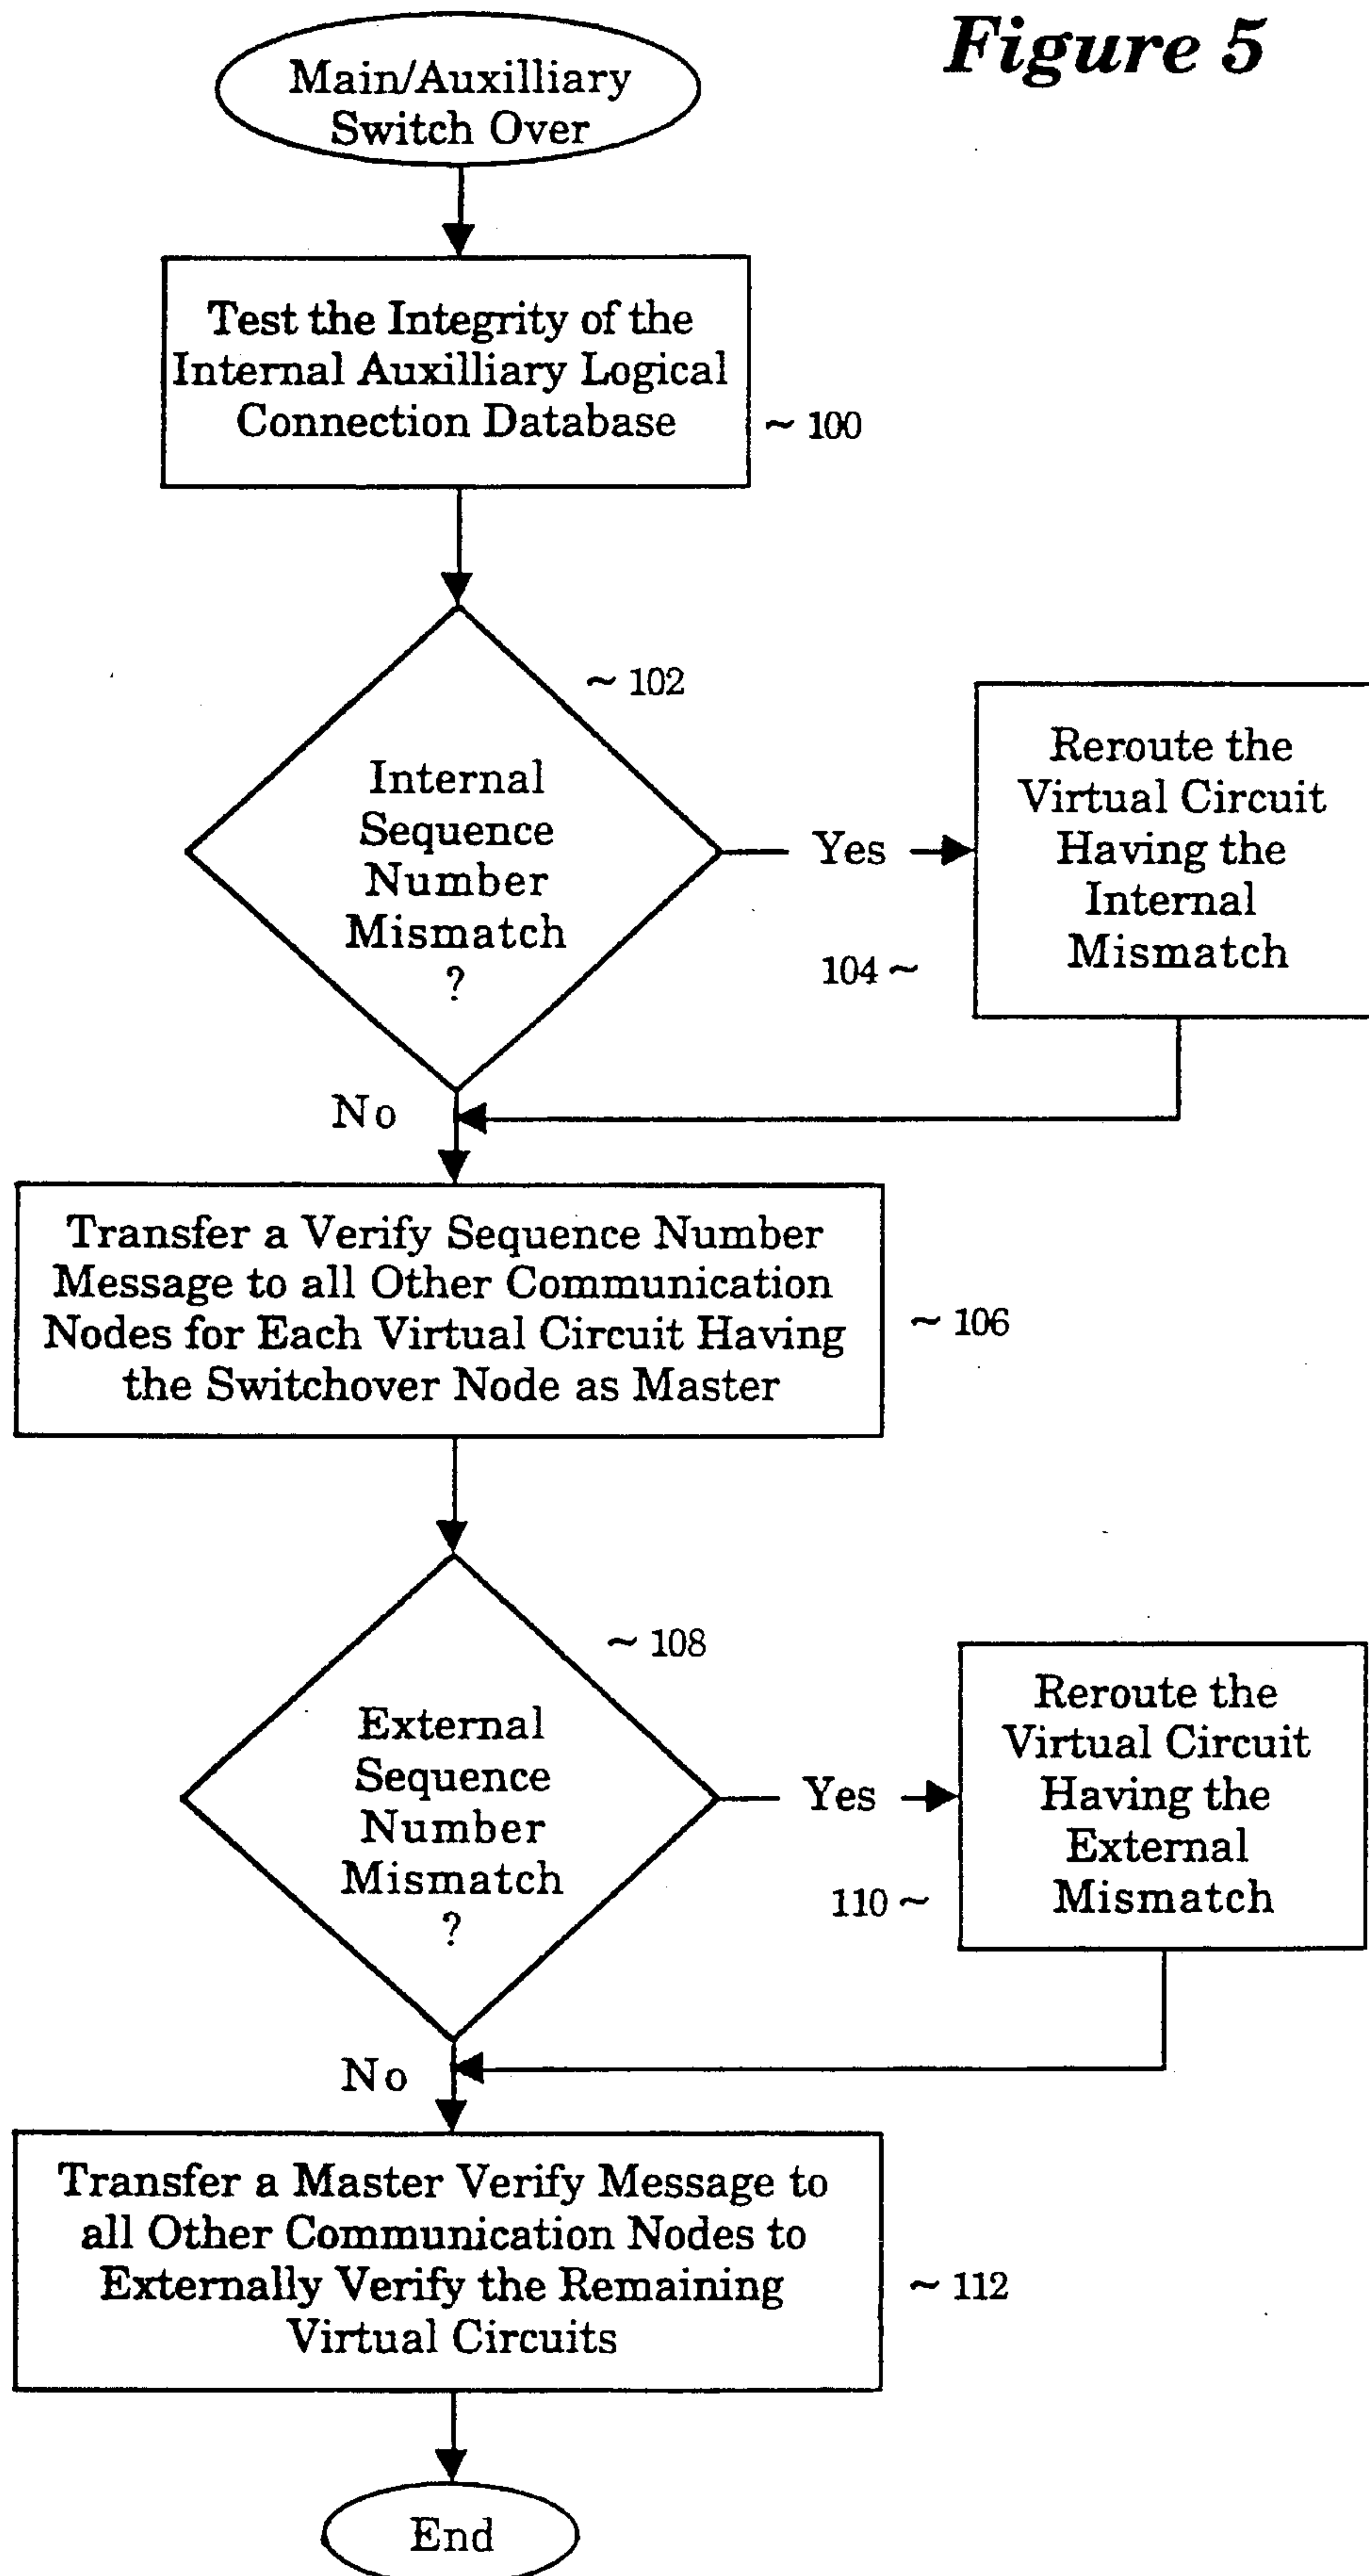 Figure 5
Main/Auxilliary
Switch Over
Test the Integrity of the
Internal Auxilliary Logical
Connection Database
~ 100
~ 102
Internal
Sequence
Number
Mismatch
?
Yes
Reroute the
Virtual Circuit
Having the
Internal
Mismatch
104 ~
No
Transfer a Verify Sequence Number
Message to all Other Communication
Nodes for Each Virtual Circuit Having
the Switchover Node as Master
~ 106
~ 108
External
Sequence
Number
Mismatch
?
Yes
Reroute the
Virtual Circuit
Having the
External
Mismatch
110 ~
No
Transfer a Master Verify Message to
all Other Communication Nodes to
Externally Verify the Remaining
Virtual Circuits
~ 112
End